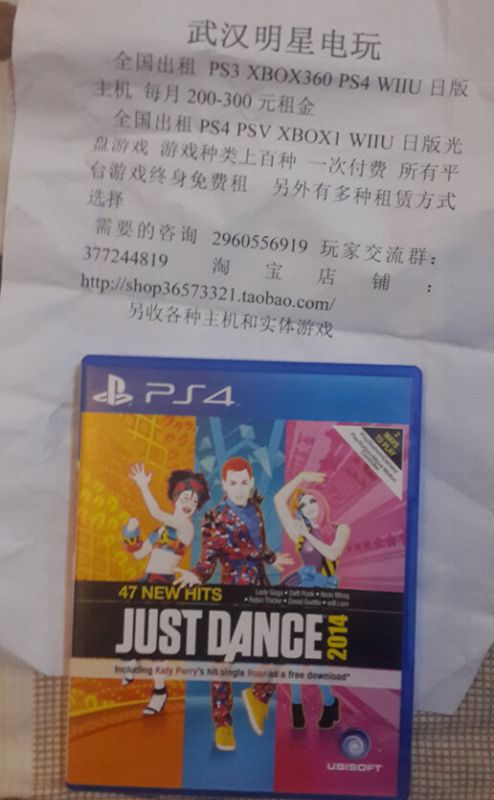 武汉明星电玩
全国出租 PS3 XBOX360 PS4 WIIU 日版
主机 每月 200-300 元租金
全国出租 PS4 PSV XBOX1 WIIU 日版光
盘游戏 游戏种类上百种 一次付费 所有平
台游戏终身免费租 另外有多种租赁方式
选择
需要的咨询 2960556919 玩家交流群：
377244819 淘宝店铺：
http://shop36573321.taobao.com/
另收各种主机和实体游戏
PS4
2 WAYS
TO PLAY
47 NEW HITS
Lady Gaga • Daft Punk • Nicki Minaj
• Robin Thicke • David Guetta • will.i.am
JUST DANCE 2014
Including Katy Perry's hit single Roar as a free download*
UBISOFT